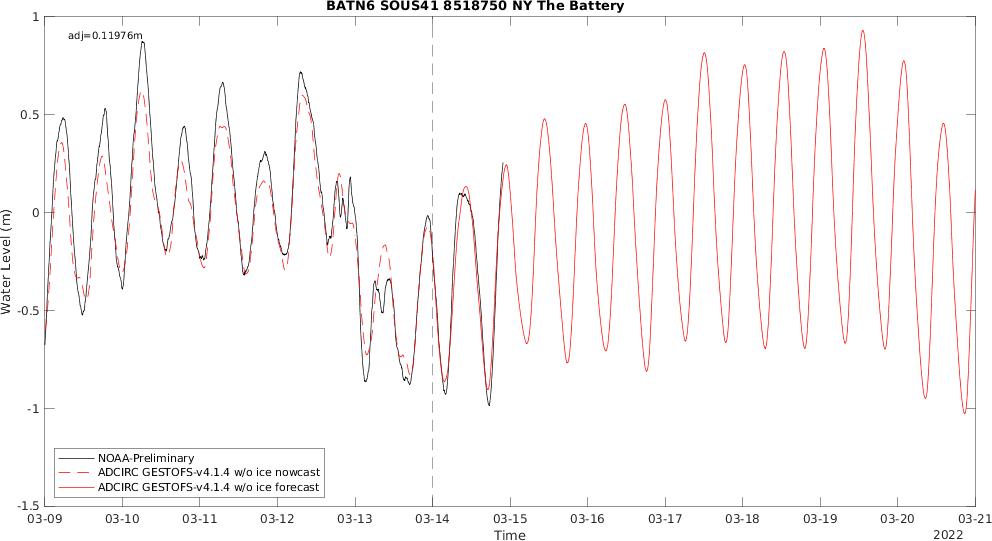 BATN6 SOUS41 8518750 NY The Battery
adj=0.11976m
1
0.5
0
-0.5
-1
-1.5
Water Level (m)
NOAA-Preliminary
ADCIRC GESTOFS-v4.1.4 w/o ice nowcast
ADCIRC GESTOFS-v4.1.4 w/o ice forecast
03-09 03-10 03-11 03-12 03-13 03-14 03-15 03-16 03-17 03-18 03-19 03-20 03-21
Time
2022